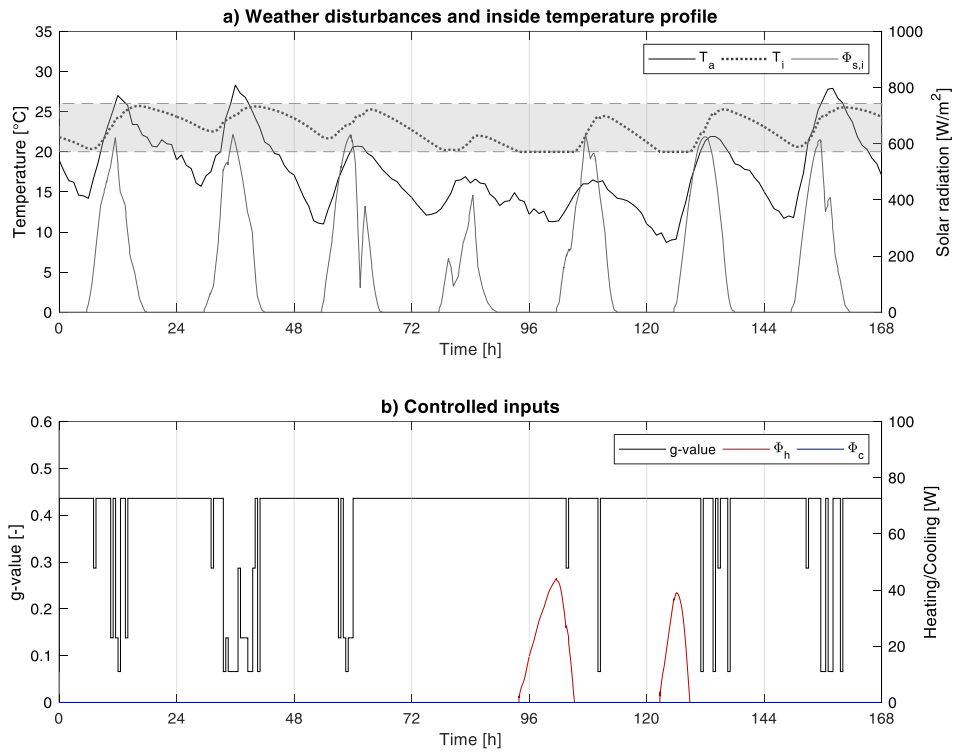 a) Weather disturbances and inside temperature profile
35
30
25
20
15
10
5
0
Temperature [°C]
T_a T_i Φ_s,i
1000
800
600
400
200
0
Solar radiation [W/m²]
0 24 48 72 96 120 144 168
Time [h]
b) Controlled inputs
0.6
0.5
0.4
0.3
0.2
0.1
0
g-value [-]
g-value Φ_h Φ_c
100
80
60
40
20
0
Heating/Cooling [W]
0 24 48 72 96 120 144 168
Time [h]